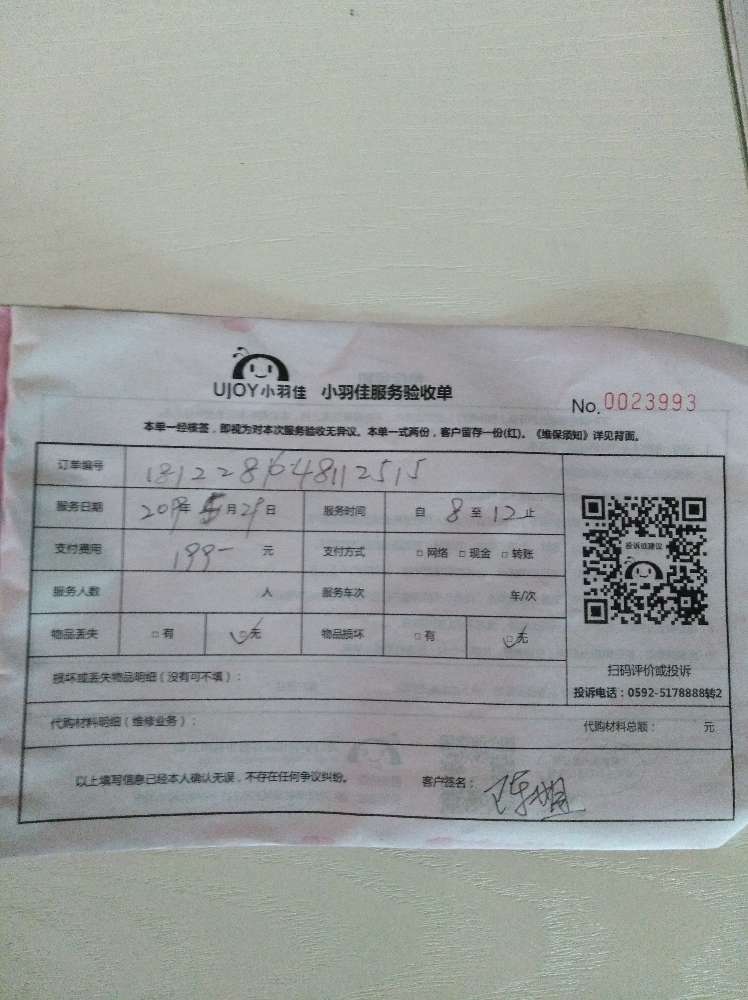 UJOY小羽佳 小羽佳服务验收单
No. 0023993
本单一经核签，即视为对本次服务验收无异议。本单一式两份，客户留存一份(红)。《维保须知》详见背面。
订单编号 181228648112515
服务日期 年 月29日 服务时间 自 8 至 12 止
支付费用 199- 元 支付方式 □网络 □现金 □转账
服务人数 人 服务车次 车/次
投诉或建议
物品丢失 □有 □无 物品损坏 □有 □无
扫码评价或投诉
投诉电话：0592-5178888转2
损坏或丢失物品明细（没有可不填）：
代购材料明细（维修业务）： 代购材料总额： 元
以上填写信息已经本人确认无误，不存在任何争议纠纷。 客户签名：